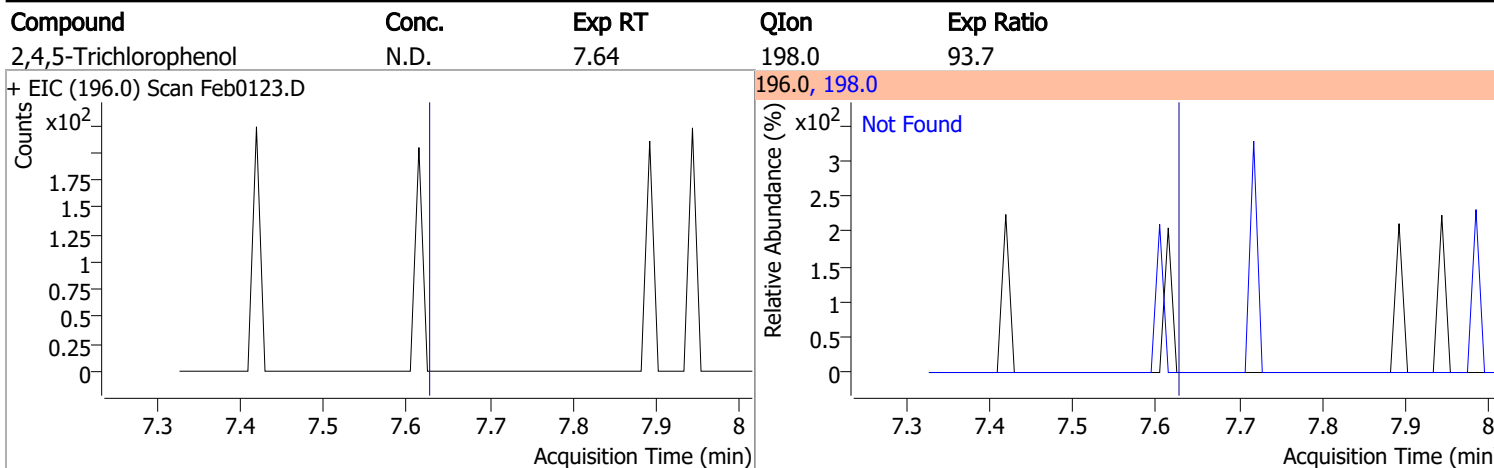 Compound Conc. Exp RT QIon Exp Ratio
2,4,5-Trichlorophenol N.D. 7.64 198.0 93.7
+ EIC (196.0) Scan Feb0123.D
Counts
x10²
1.75
1.5
1.25
1
0.75
0.5
0.25
0
7.3 7.4 7.5 7.6 7.7 7.8 7.9 8
Acquisition Time (min)
196.0, 198.0
Relative Abundance (%)
x10²
Not Found
3
2.5
2
1.5
1
0.5
0
7.3 7.4 7.5 7.6 7.7 7.8 7.9 8
Acquisition Time (min